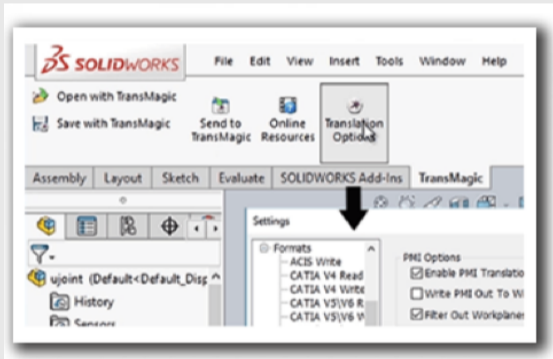 SOLIDWORKS File Edit View Insert Tools Window Help
Open with TransMagic
Save with TransMagic
Send to TransMagic
Online Resources
Translation Options
Assembly Layout Sketch Evaluate SOLIDWORKS Add-Ins TransMagic
Settings
Formats
ACIS Write
CATIA V4 Read
CATIA V4 Write
CATIA V5\V6 R
CATIA V5\V6 W
PMI Options
Enable PMI Translatio
Write PMI Out To Wi
Filter Out Workplane
ujoint (Default<Default_Disp
History
Sensors